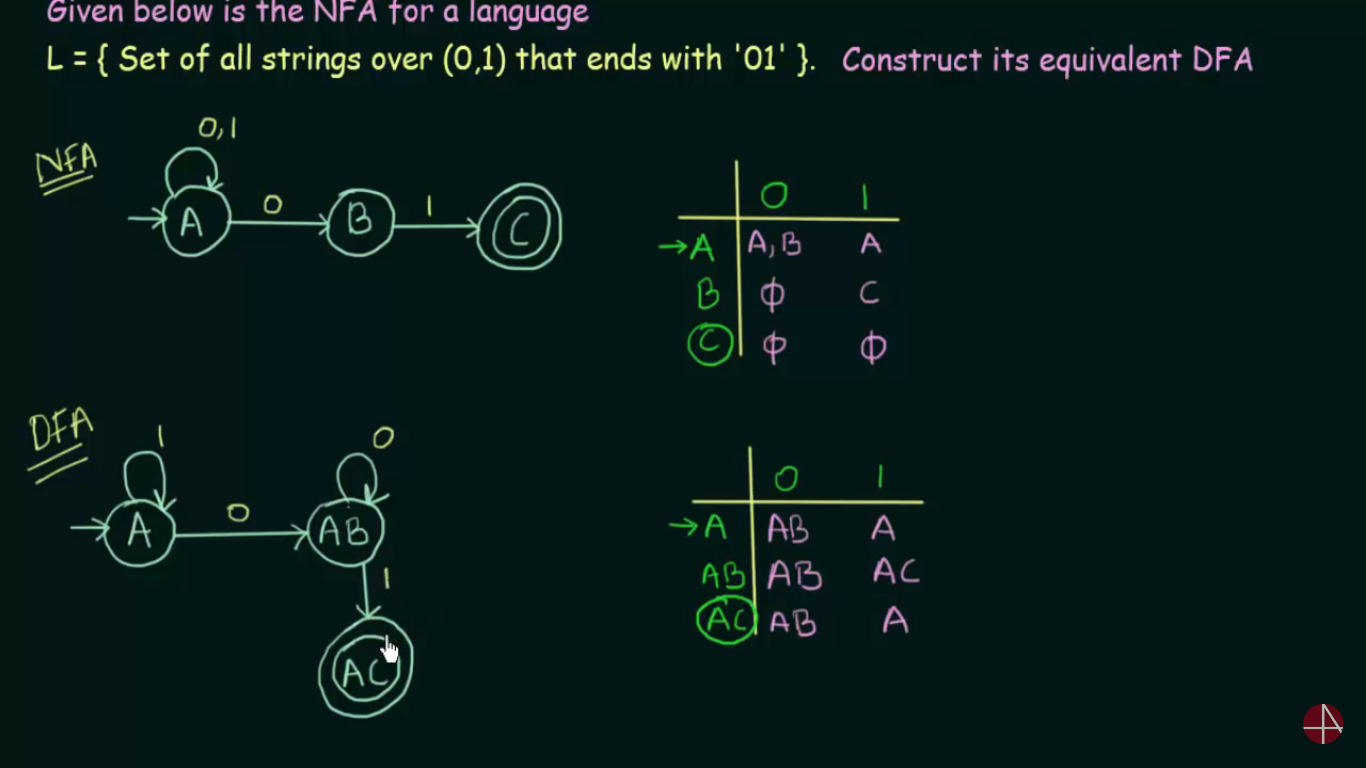 Given below is the NFA for a language
L = { Set of all strings over (0,1) that ends with '01' }. Construct its equivalent DFA
NFA
0,1
A
0
B
1
C
0 1
→A A,B A
B ϕ C
C ϕ ϕ
DFA
1
A
0
0
AB
1
AC
0 1
→A AB A
AB AB AC
AC AB A